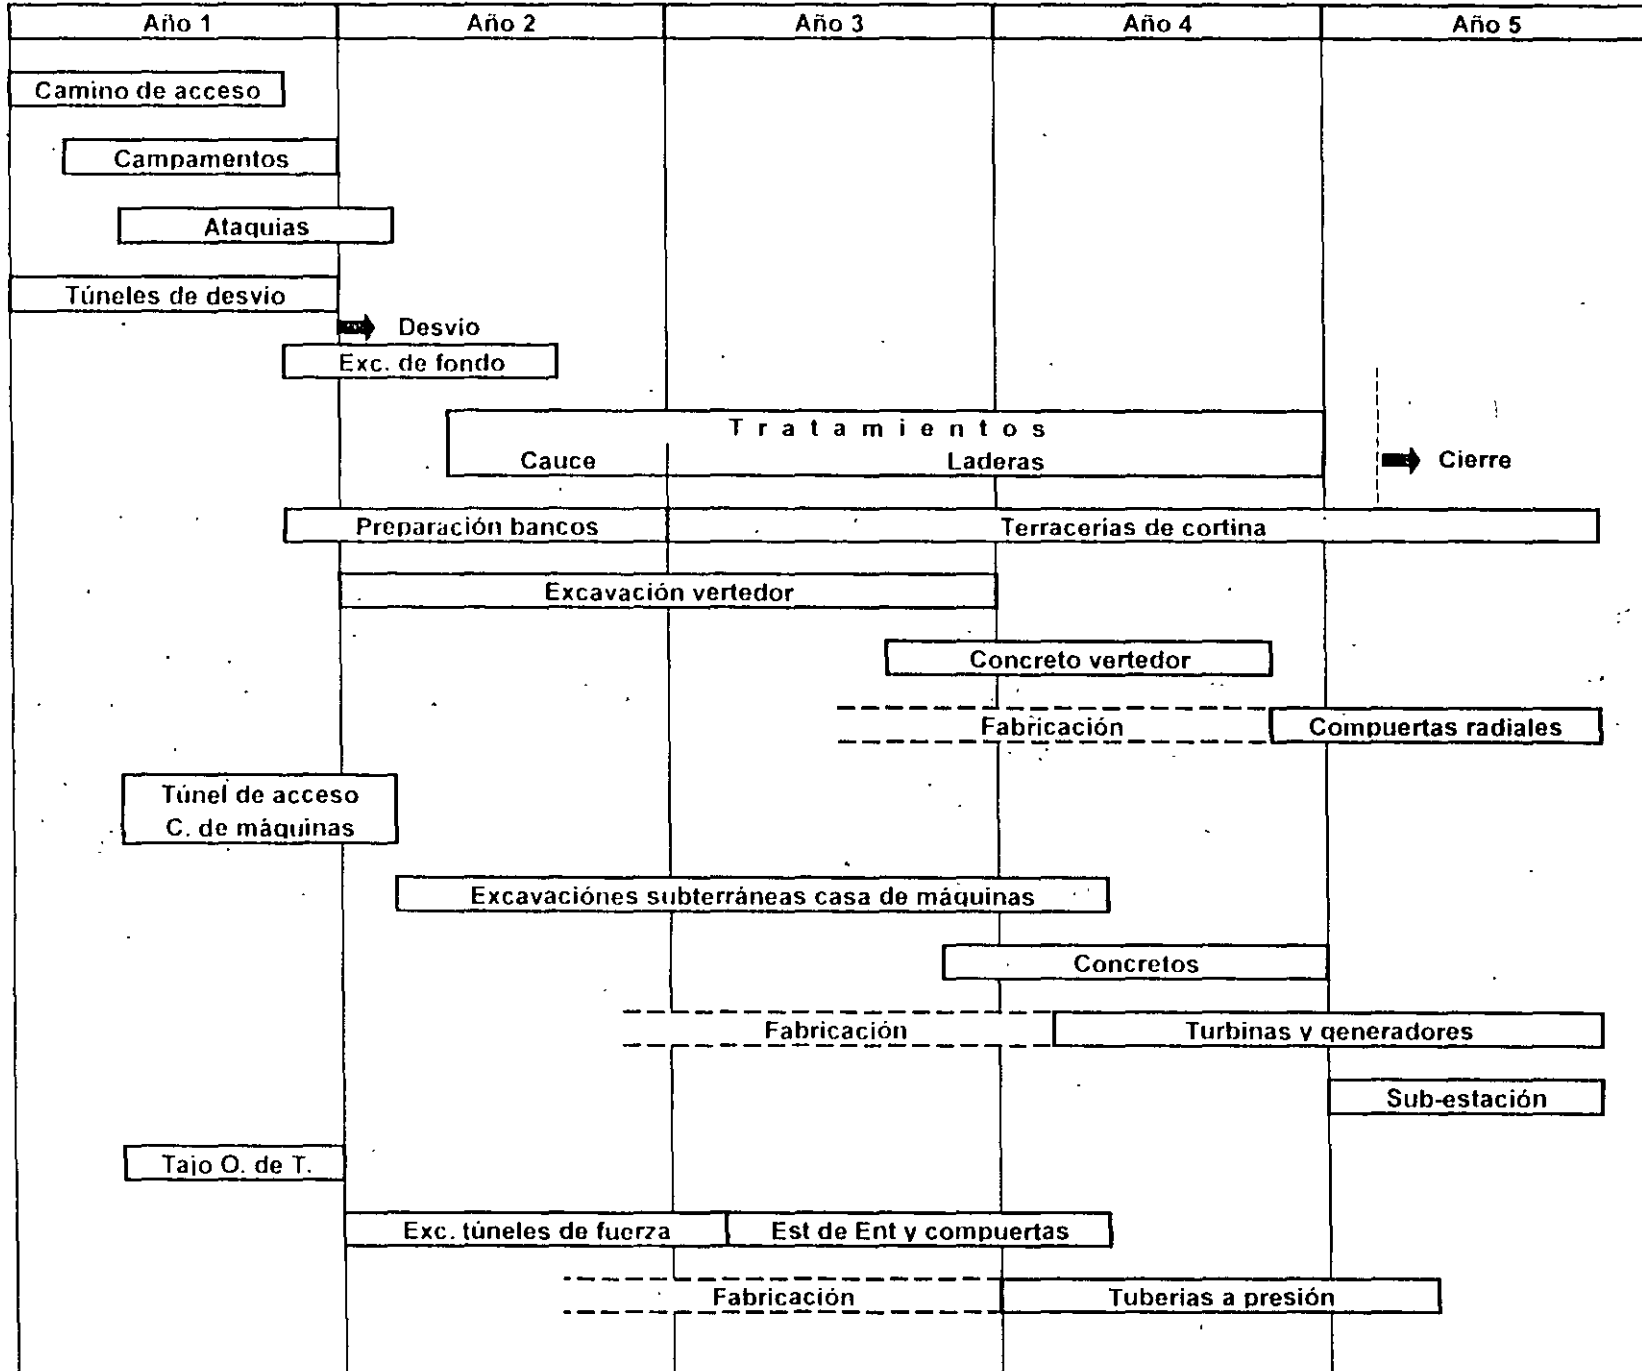 Año 1 Año 2 Año 3 Año 4 Año 5
Camino de acceso
Campamentos
Ataquias
Túneles de desvio
Desvio
Exc. de fondo
Tratamientos
Cauce Laderas
Cierre
Preparación bancos Terracerias de cortina
Excavación vertedor
Concreto vertedor
Fabricación Compuertas radiales
Túnel de acceso
C. de máquinas
Excavaciónes subterráneas casa de máquinas
Concretos
Fabricación Turbinas y generadores
Sub-estación
Tajo O. de T.
Exc. túneles de fuerza Est de Ent y compuertas
Fabricación Tuberias a presión